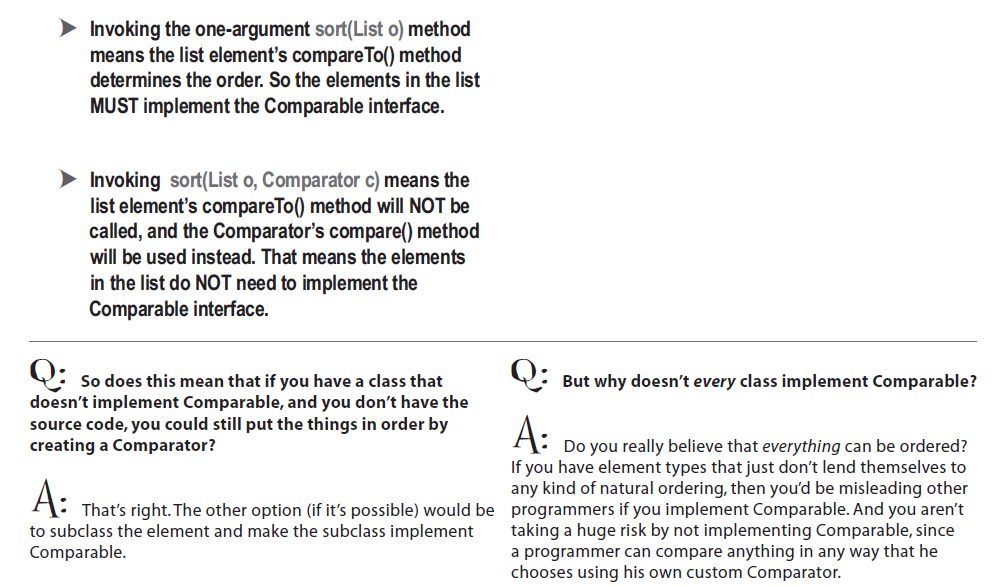 ➤ Invoking the one-argument sort(List o) method
means the list element's compareTo() method
determines the order. So the elements in the list
MUST implement the Comparable interface.
➤ Invoking sort(List o, Comparator c) means the
list element's compareTo() method will NOT be
called, and the Comparator's compare() method
will be used instead. That means the elements
in the list do NOT need to implement the
Comparable interface.
Q: So does this mean that if you have a class that
doesn't implement Comparable, and you don't have the
source code, you could still put the things in order by
creating a Comparator?
A: That's right. The other option (if it's possible) would be
to subclass the element and make the subclass implement
Comparable.
Q: But why doesn't every class implement Comparable?
A: Do you really believe that everything can be ordered?
If you have element types that just don't lend themselves to
any kind of natural ordering, then you'd be misleading other
programmers if you implement Comparable. And you aren't
taking a huge risk by not implementing Comparable, since
a programmer can compare anything in any way that he
chooses using his own custom Comparator.